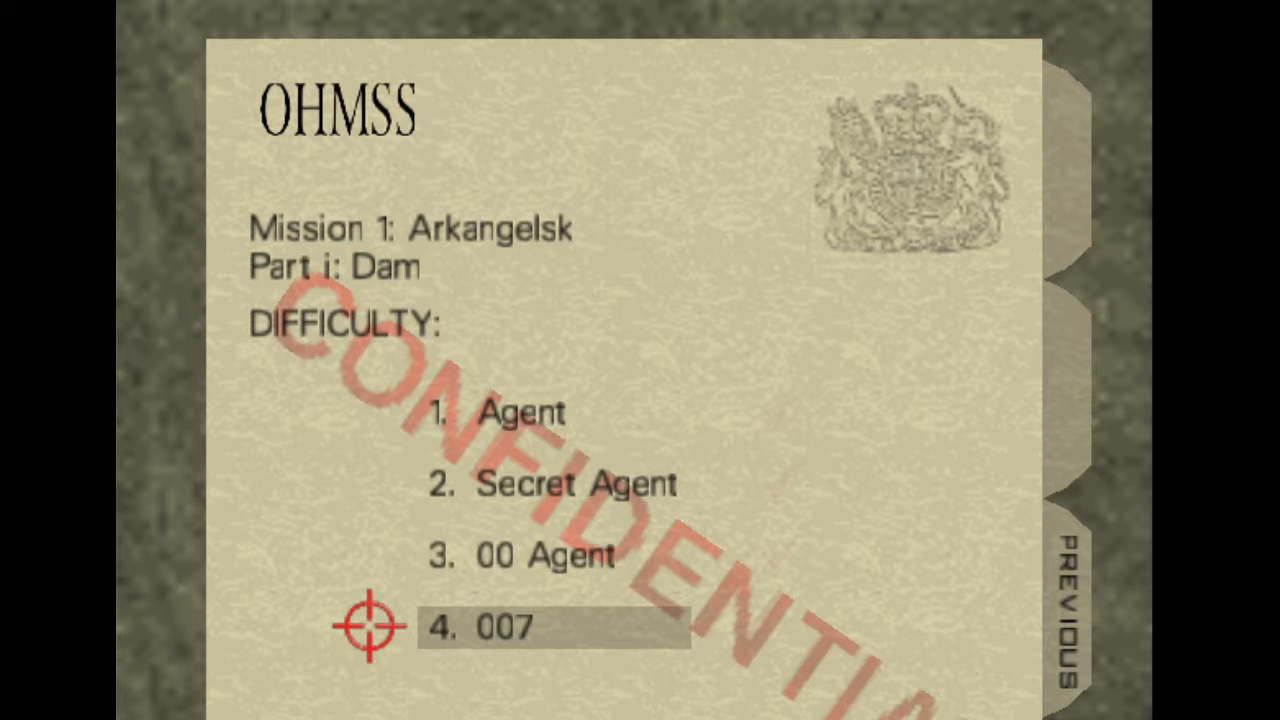 OHMSS
Mission 1: Arkangelsk
Part i: Dam
DIFFICULTY:
1. Agent
2. Secret Agent
3. 00 Agent
4. 007
CONFIDENTIA
PREVIOUS